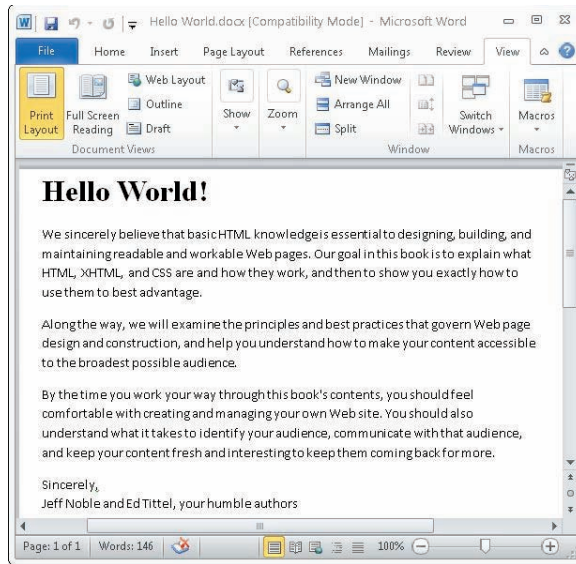 Hello World.docx [Compatibility Mode] - Microsoft Word
File Home Insert Page Layout References Mailings Review View
Print Layout
Full Screen Reading
Web Layout
Outline
Draft
Document Views
Show
Zoom
New Window
Arrange All
Split
Switch Windows
Window
Macros
Macros
Hello World!
We sincerely believe that basic HTML knowledge is essential to designing, building, and
maintaining readable and workable Web pages. Our goal in this book is to explain what
HTML, XHTML, and CSS are and how they work, and then to show you exactly how to
use them to best advantage.
Along the way, we will examine the principles and best practices that govern Web page
design and construction, and help you understand how to make your content accessible
to the broadest possible audience.
By the time you work your way through this book's contents, you should feel
comfortable with creating and managing your own Web site. You should also
understand what it takes to identify your audience, communicate with that audience,
and keep your content fresh and interesting to keep them coming back for more.
Sincerely,
Jeff Noble and Ed Tittel, your humble authors
Page: 1 of 1 Words: 146 100%